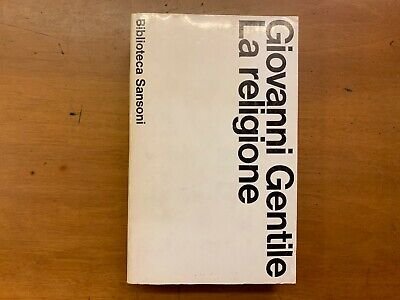 Giovanni Gentile
La religione
Biblioteca Sansoni